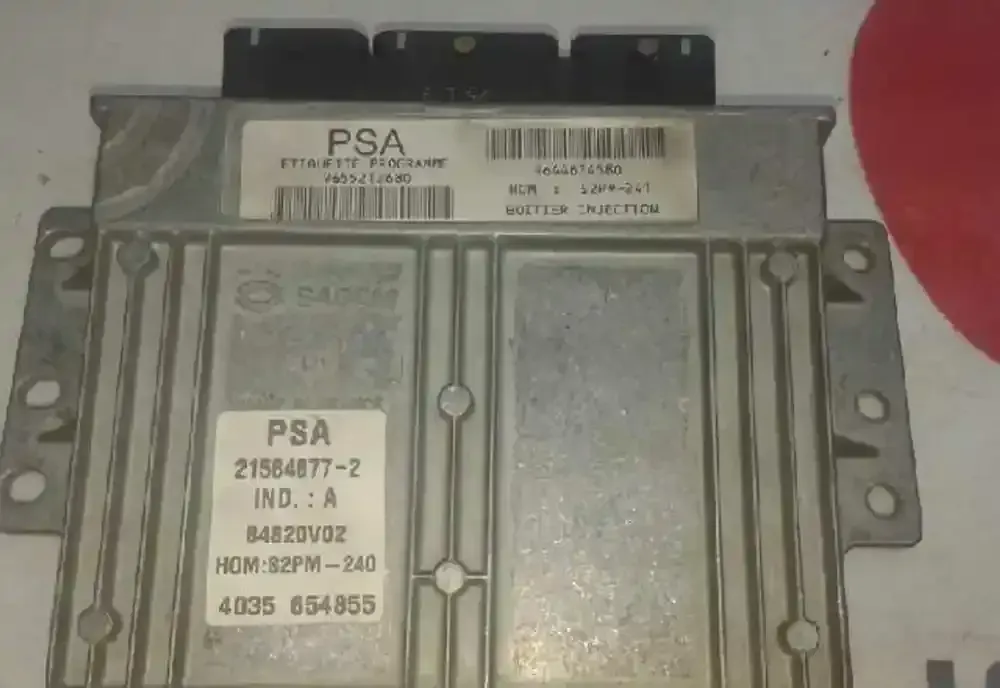 PSA
ETIQUETTE PROGRAMME
9655212680
9644674580
HOM : S2PM-241
BOITIER INJECTION
SAGEM
PSA
21584877-2
IND. : A
84820V02
HOM:S2PM-240
4035 654855